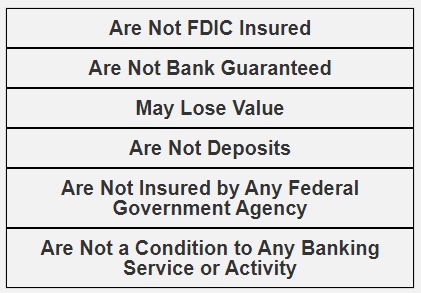 Are Not FDIC Insured
Are Not Bank Guaranteed
May Lose Value
Are Not Deposits
Are Not Insured by Any Federal
Government Agency
Are Not a Condition to Any Banking
Service or Activity